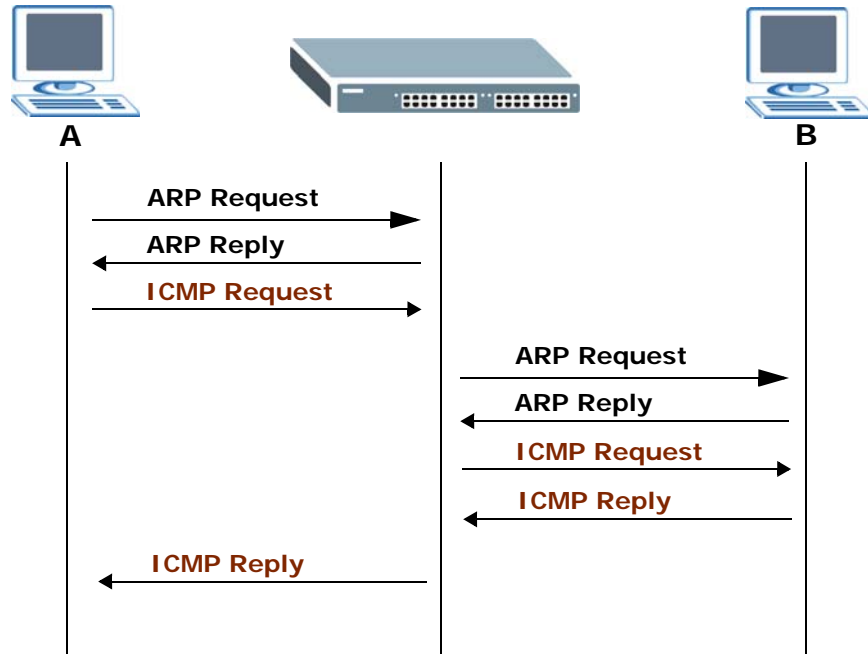 A
B
ARP Request
ARP Reply
ICMP Request
ARP Request
ARP Reply
ICMP Request
ICMP Reply
ICMP Reply